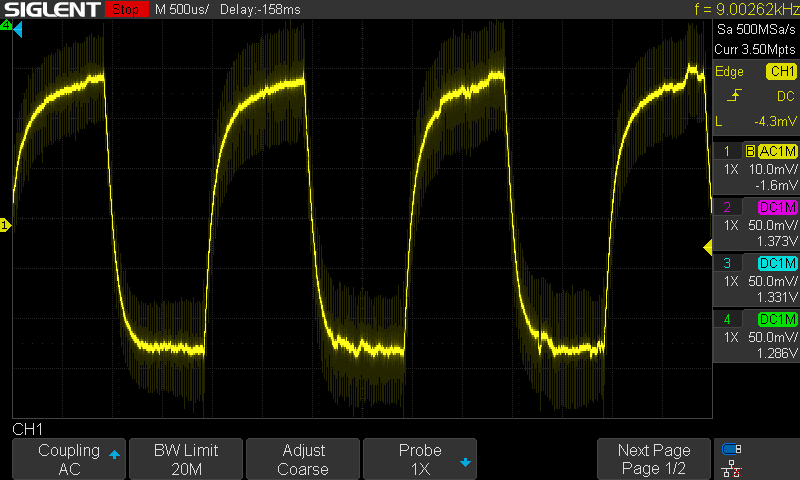 SIGLENT Stop M 500us/ Delay:-158ms f = 9.00262kHz
Sa 500MSa/s
Curr 3.50Mpts
Edge CH1
DC
L -4.3mV
1 B AC1M
1X 10.0mV/
-1.6mV
2 DC1M
1X 50.0mV/
1.373V
3 DC1M
1X 50.0mV/
1.331V
4 DC1M
1X 50.0mV/
1.286V
4
1
CH1
Coupling
AC
BW Limit
20M
Adjust
Coarse
Probe
1X
Next Page
Page 1/2